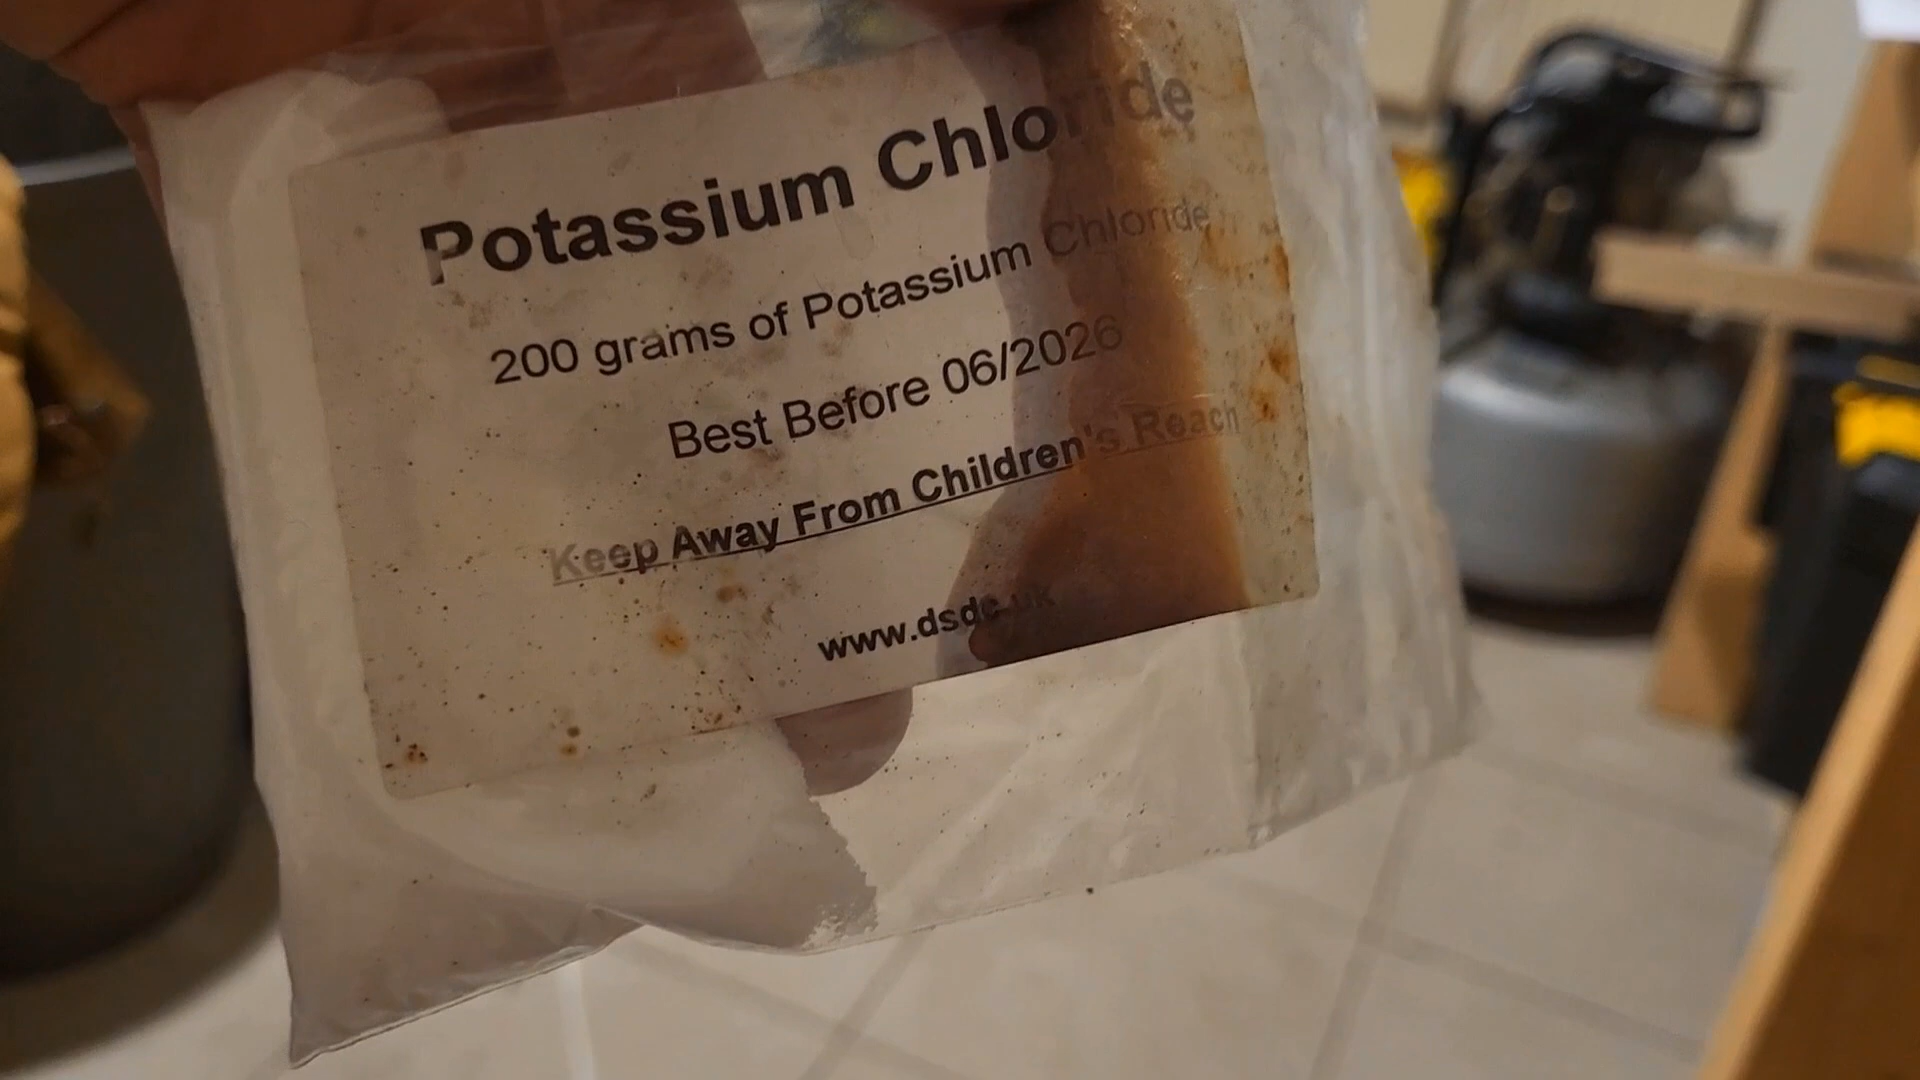 Potassium Chloride
200 grams of Potassium Chloride
Best Before 06/2026
Keep Away From Children's Reach
www.dsdc.uk